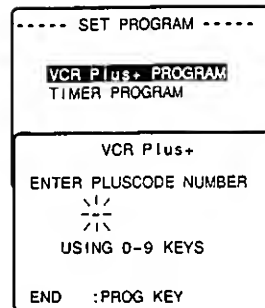 ----- SET PROGRAM -----
VCR Plus+ PROGRAM
TIMER PROGRAM
VCR Plus+
ENTER PLUSCODE NUMBER
---
USING 0-9 KEYS
END :PROG KEY